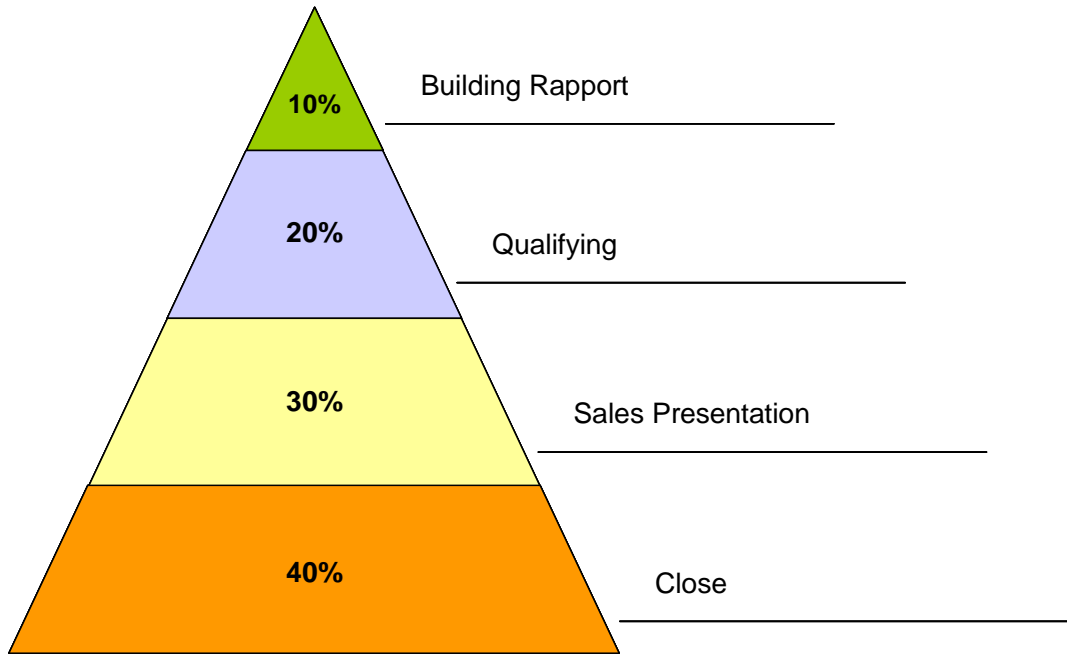 10%
Building Rapport
20%
Qualifying
30%
Sales Presentation
40%
Close